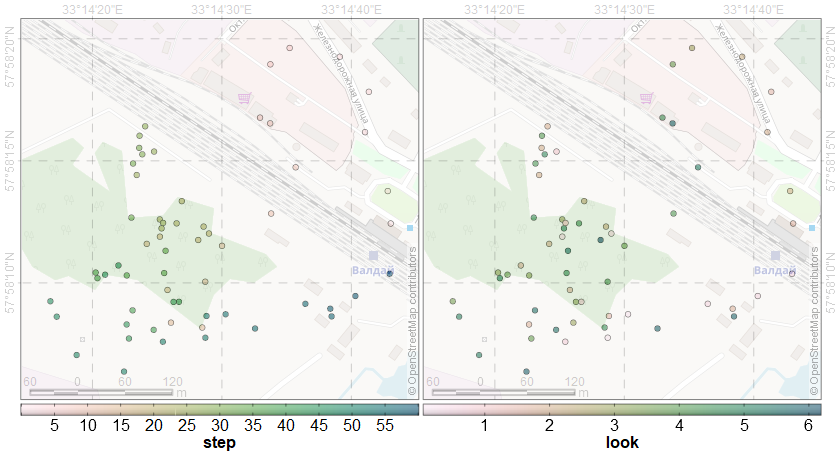 33°14'20"E 33°14'30"E 33°14'40"E
33°14'20"E 33°14'30"E 33°14'40"E
57°58'20"N
57°58'15"N
57°58'10"N
57°58'20"N
57°58'15"N
57°58'10"N
Окт
Железнодорожная улица
Валдай
60 0 60 120 m
© OpenStreetMap contributors
Окт
Железнодорожная улица
Валдай
60 0 60 120 m
© OpenStreetMap contributors
5 10 15 20 25 30 35 40 45 50 55
step
1 2 3 4 5 6
look